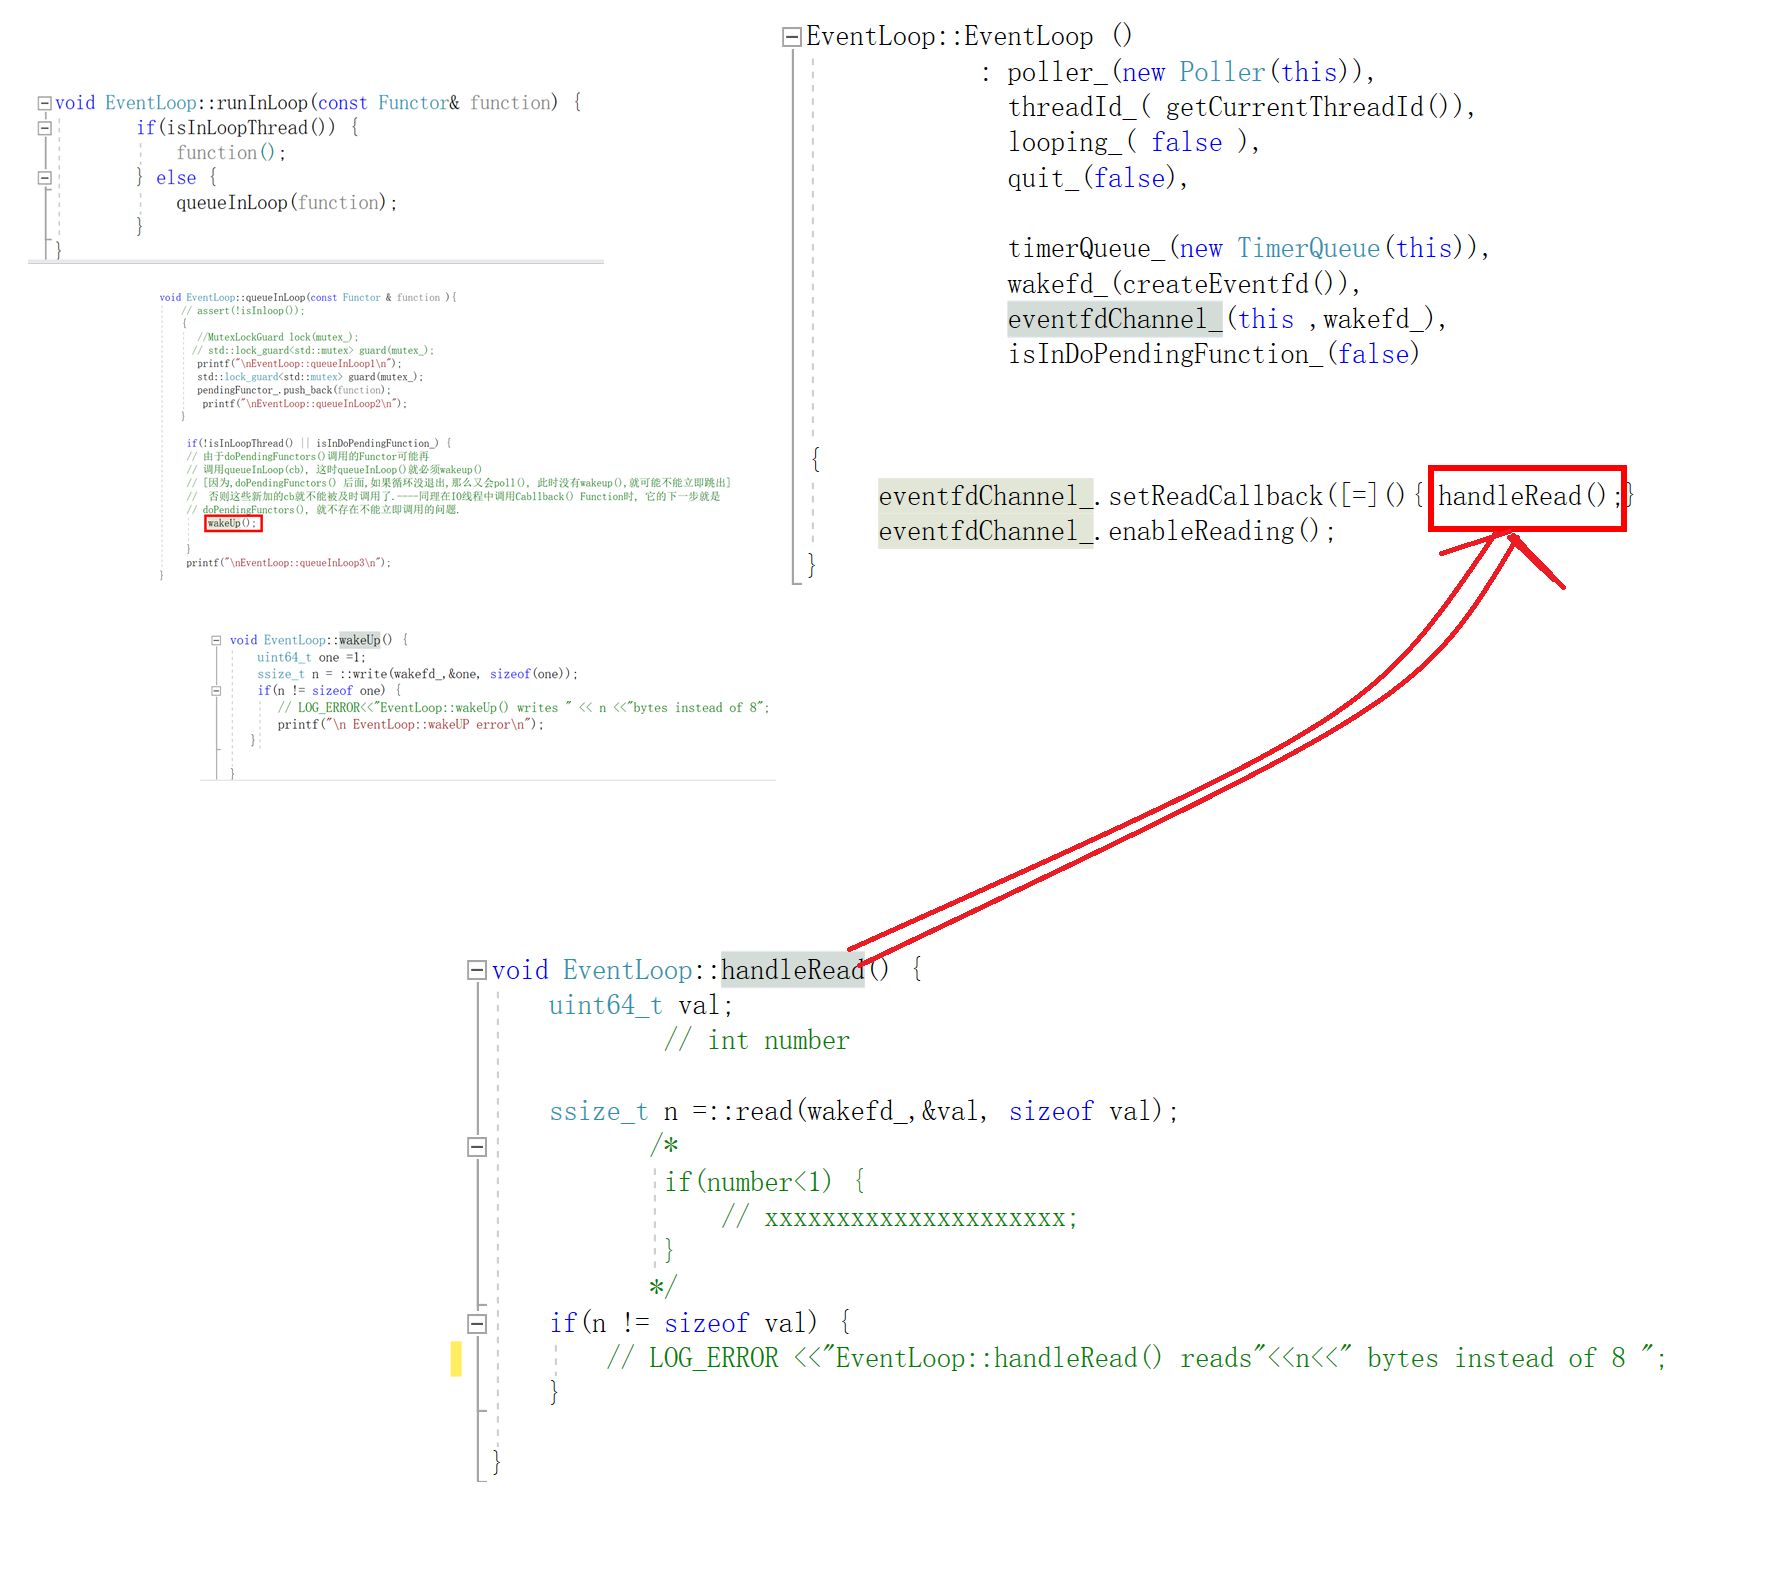 void EventLoop::runInLoop(const Functor& function) {
if(isInLoopThread()) {
function();
} else {
queueInLoop(function);
}
}
void EventLoop::queueInLoop(const Functor & function ){
// assert(!isInloop());
{
//MutexLockGuard lock(mutex_);
// std::lock_guard<std::mutex> guard(mutex_);
printf("\nEventLoop::queueInLoop1\n");
std::lock_guard<std::mutex> guard(mutex_);
pendingFunctor_.push_back(function);
printf("\nEventLoop::queueInLoop2\n");
}
if(!isInLoopThread() || isInDoPendingFunction_) {
// 由于doPendingFunctors()调用的Functor可能再
// 调用queueInLoop(cb), 这时queueInLoop()就必须wakeup()
// [因为,doPendingFunctors() 后面,如果循环没退出,那么又会poll(), 此时没有wakeup(),就可能不能立即跳出]
// 否则这些新加的cb就不能被及时调用了.----同理在IO线程中调用Cabllback() Function时, 它的下一步就是
// doPendingFunctors(), 就不存在不能立即调用的问题.
wakeUp();
}
printf("\nEventLoop::queueInLoop3\n");
}
void EventLoop::wakeUp() {
uint64_t one =1;
ssize_t n = ::write(wakefd_,&one, sizeof(one));
if(n != sizeof one) {
// LOG_ERROR<<"EventLoop::wakeUp() writes " << n <<"bytes instead of 8";
printf("\n EventLoop::wakeUP error\n");
}
}
EventLoop::EventLoop ()
: poller_(new Poller(this)),
threadId_( getCurrentThreadId()),
looping_( false ),
quit_(false),
timerQueue_(new TimerQueue(this)),
wakefd_(createEventfd()),
eventfdChannel_(this ,wakefd_),
isInDoPendingFunction_(false)
{
eventfdChannel_.setReadCallback([=](){ handleRead();}
eventfdChannel_.enableReading();
}
void EventLoop::handleRead() {
uint64_t val;
// int number
ssize_t n =::read(wakefd_,&val, sizeof val);
/*
if(number<1) {
// xxxxxxxxxxxxxxxxxxxxx;
}
*/
if(n != sizeof val) {
// LOG_ERROR <<"EventLoop::handleRead() reads"<<n<<" bytes instead of 8 ";
}
}